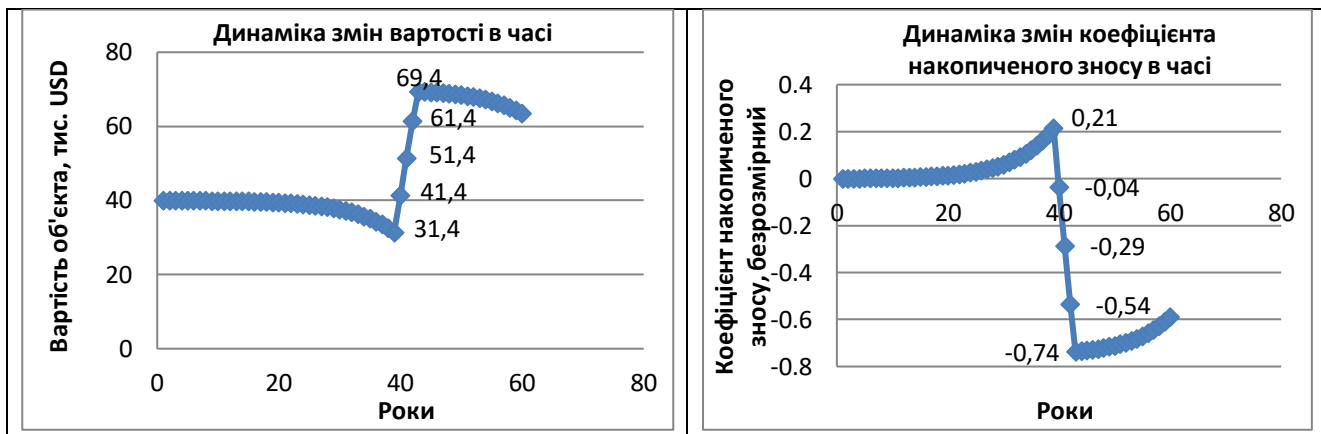 Динаміка змін вартості в часі
80
60
40
20
0
0 20 40 60 80
69,4
61,4
51,4
41,4
31,4
Вартість об'єкта, тис. USD
Роки
Динаміка змін коефіцієнта
накопиченого зносу в часі
0.4
0.2
0
-0.2
-0.4
-0.6
-0.8
0 20 40 60 80
0,21
-0,04
-0,29
-0,54
-0,74
Коефіцієнт накопиченого
зносу, безрозмірний
Роки